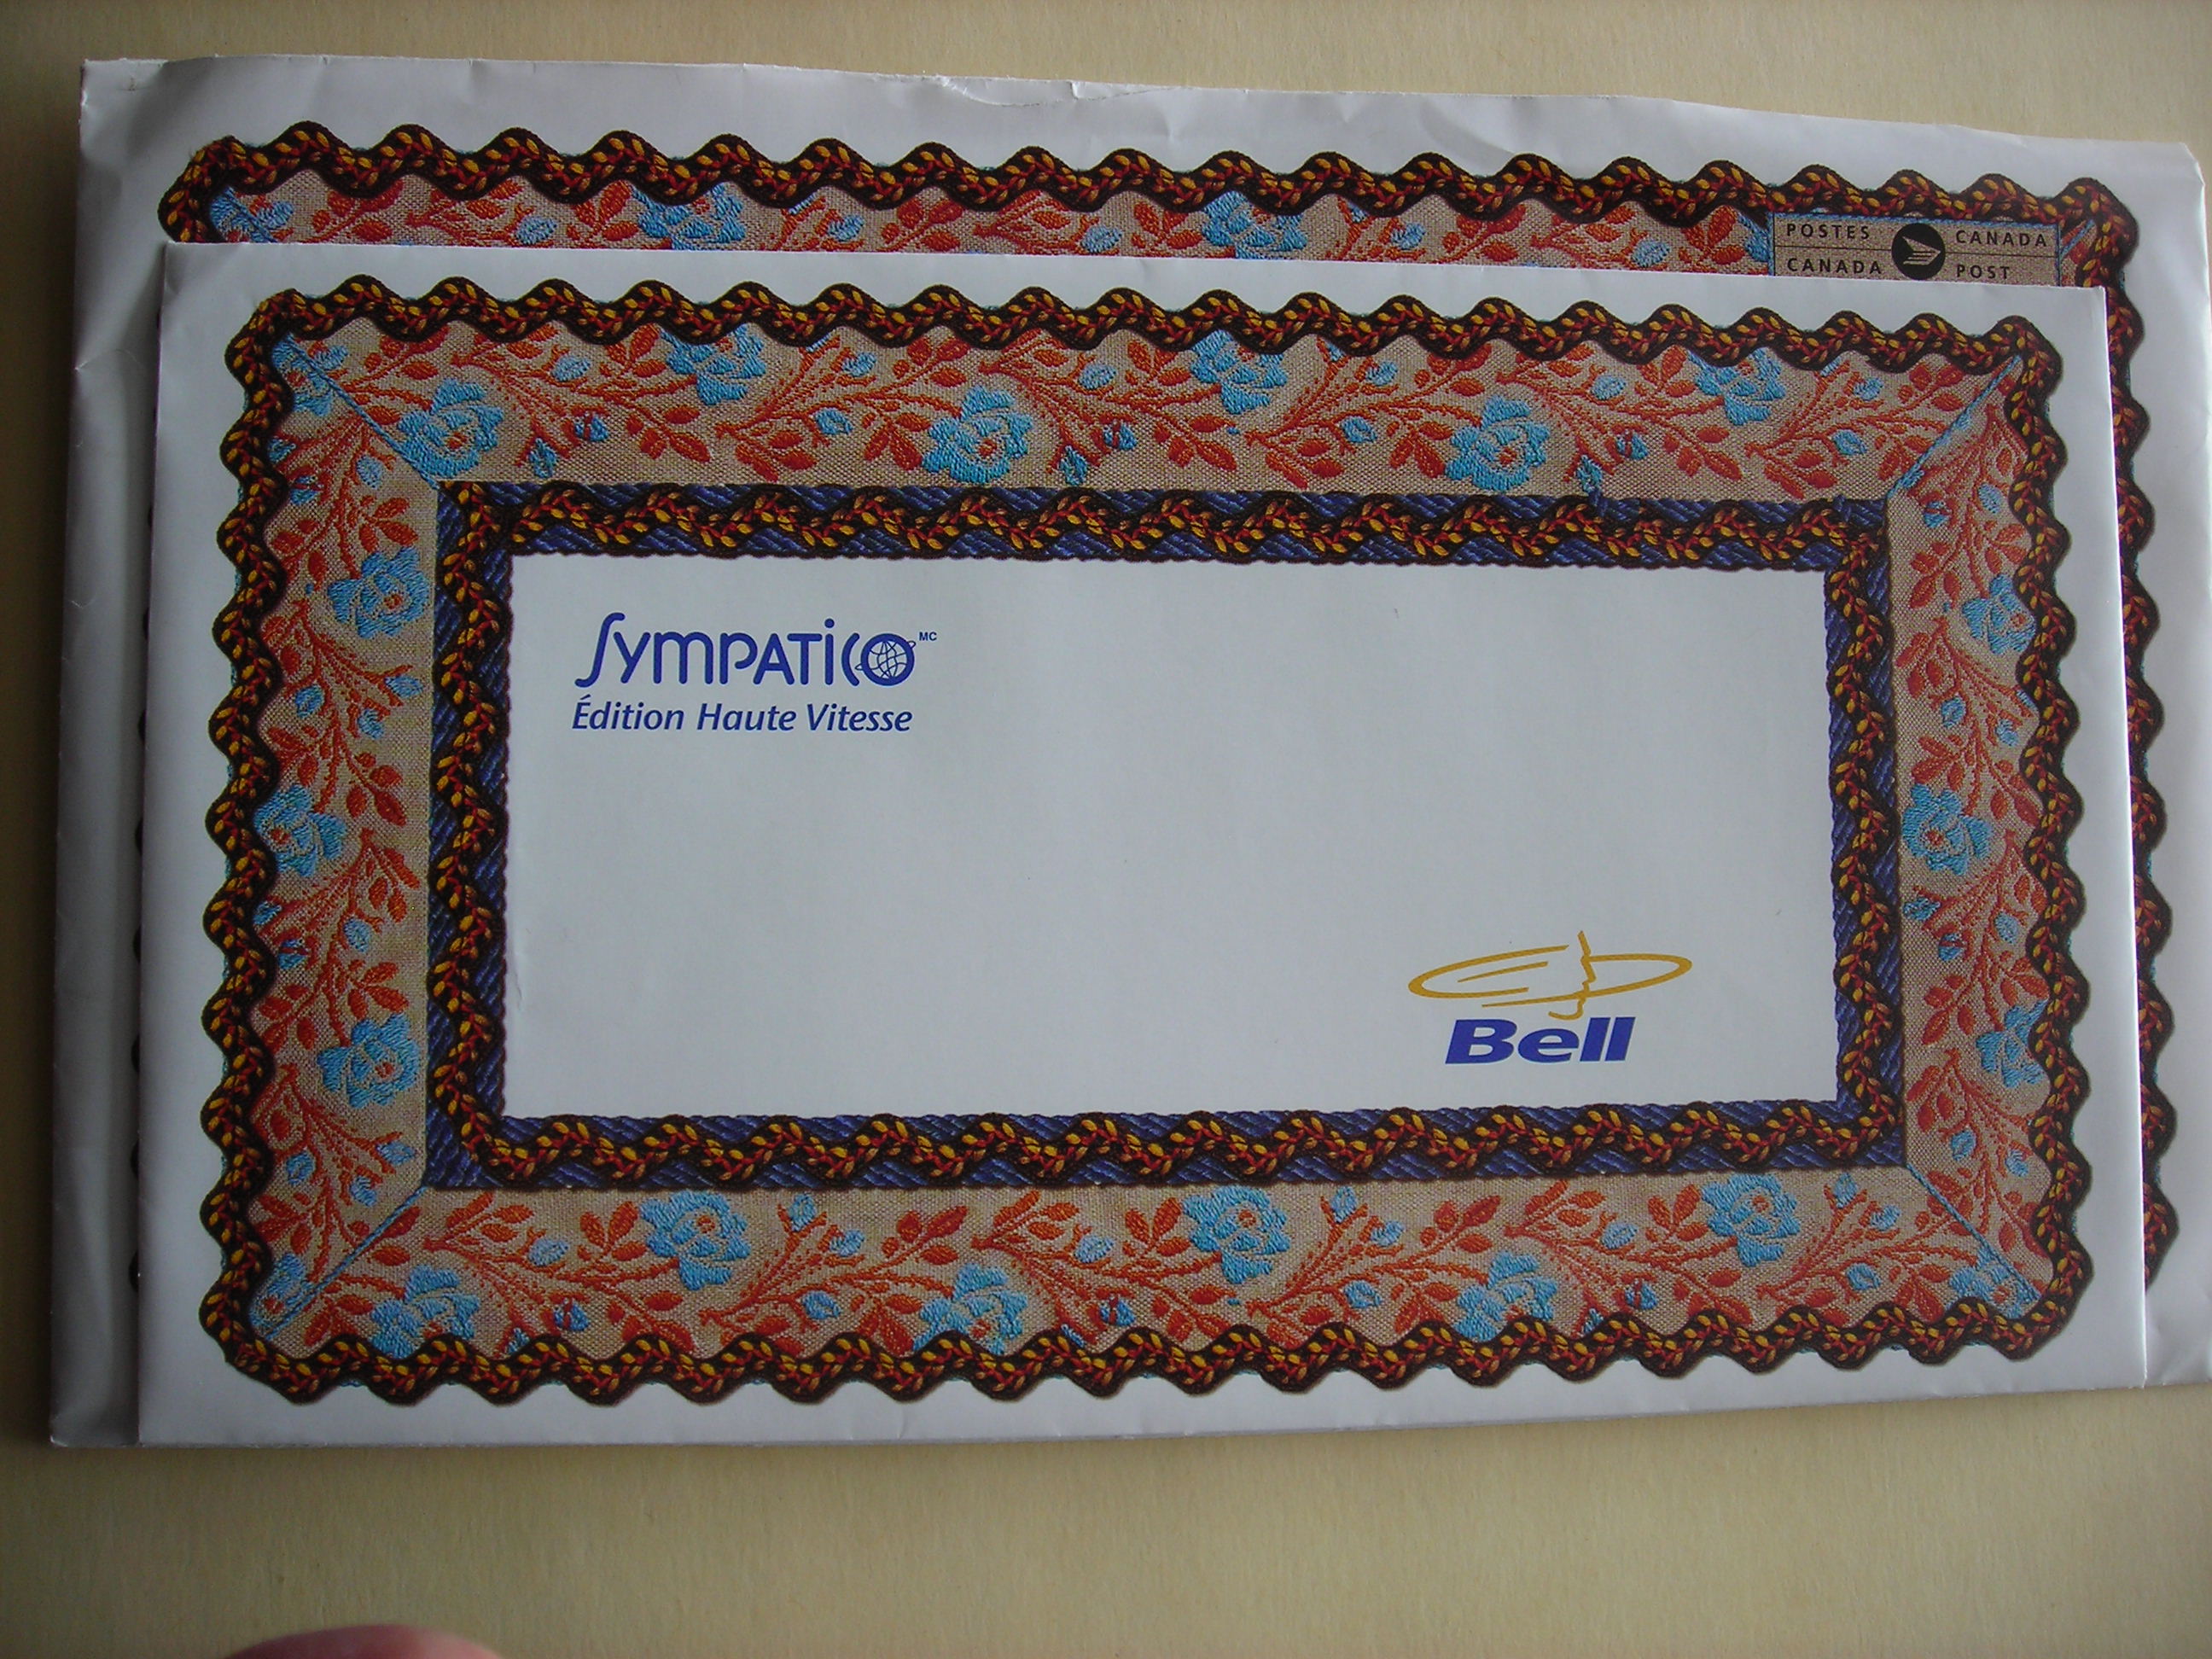 POSTES CANADA
CANADA POST
Sympatico MC
Édition Haute Vitesse
Bell